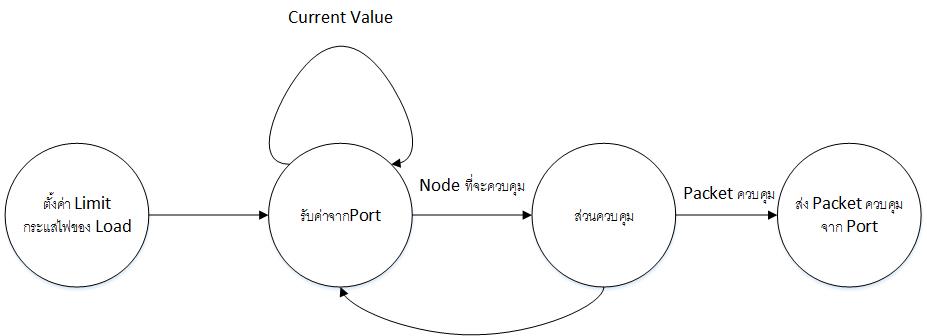 Current Value
ตั้งค่า Limit
กระแสไฟของ Load
รับค่าจากPort
Node ที่จะควบคุม
ส่วนควบคุม
Packet ควบคุม
ส่ง Packet ควบคุม
จาก Port